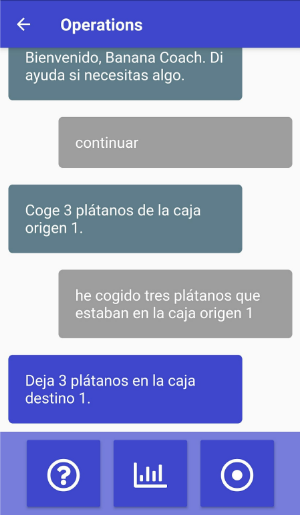 Operations
Bienvenido, Banana Coach. Di
ayuda si necesitas algo.
continuar
Coge 3 plátanos de la caja
origen 1.
he cogido tres plátanos que
estaban en la caja origen 1
Deja 3 plátanos en la caja
destino 1.
?